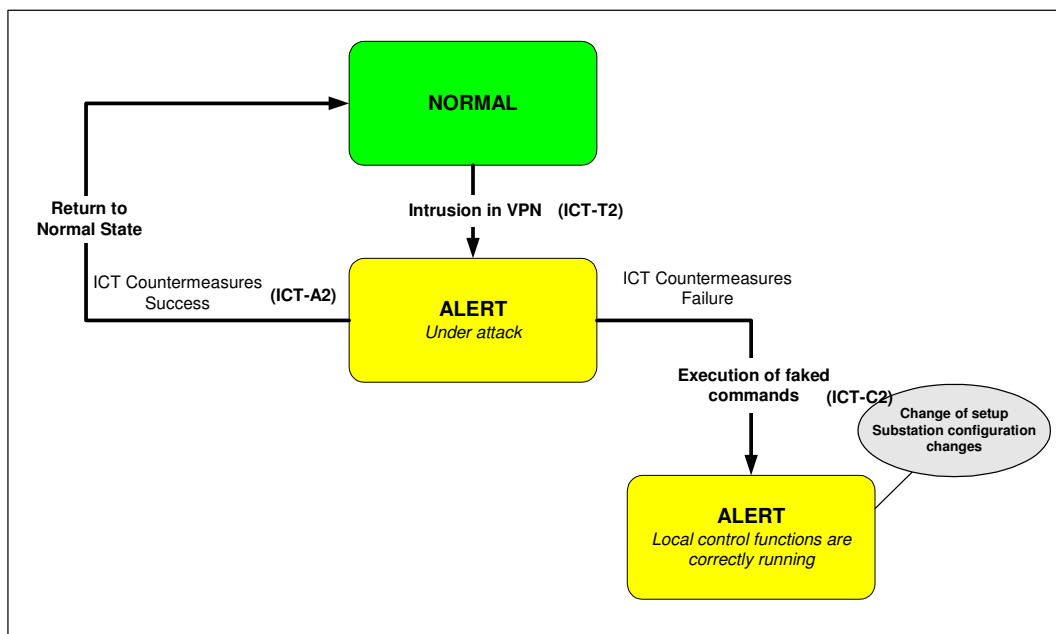 NORMAL
Intrusion in VPN (ICT-T2)
Return to
Normal State
ICT Countermeasures
Success
(ICT-A2)
ALERT
Under attack
ICT Countermeasures
Failure
Execution of faked
commands
(ICT-C2)
Change of setup
Substation configuration
changes
ALERT
Local control functions are
correctly running